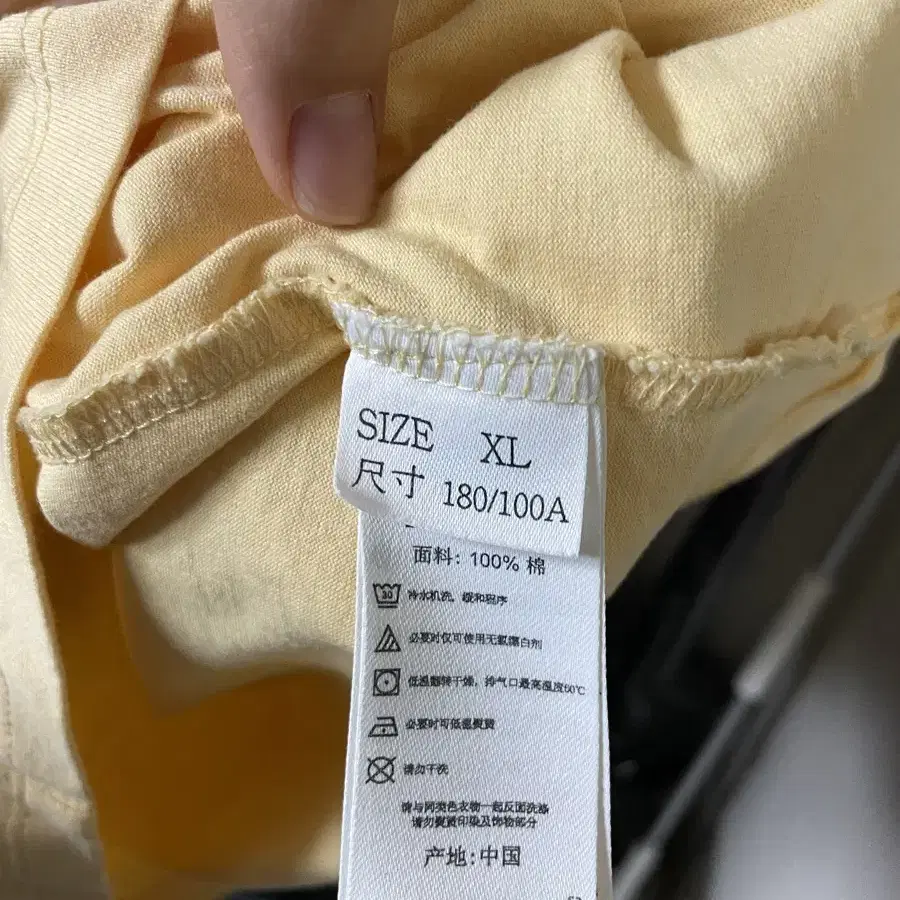 SIZE XL
尺寸 180/100A
面料: 100% 棉
30
冷水机洗, 缓和程序
必要时仅可使用无氯漂白剂
低温翻转干燥, 排气口最高温度60℃
必要时可低温熨烫
请勿干洗
请与同类色衣物一起反面洗涤
请勿熨烫印染及饰物部分
产地:中国